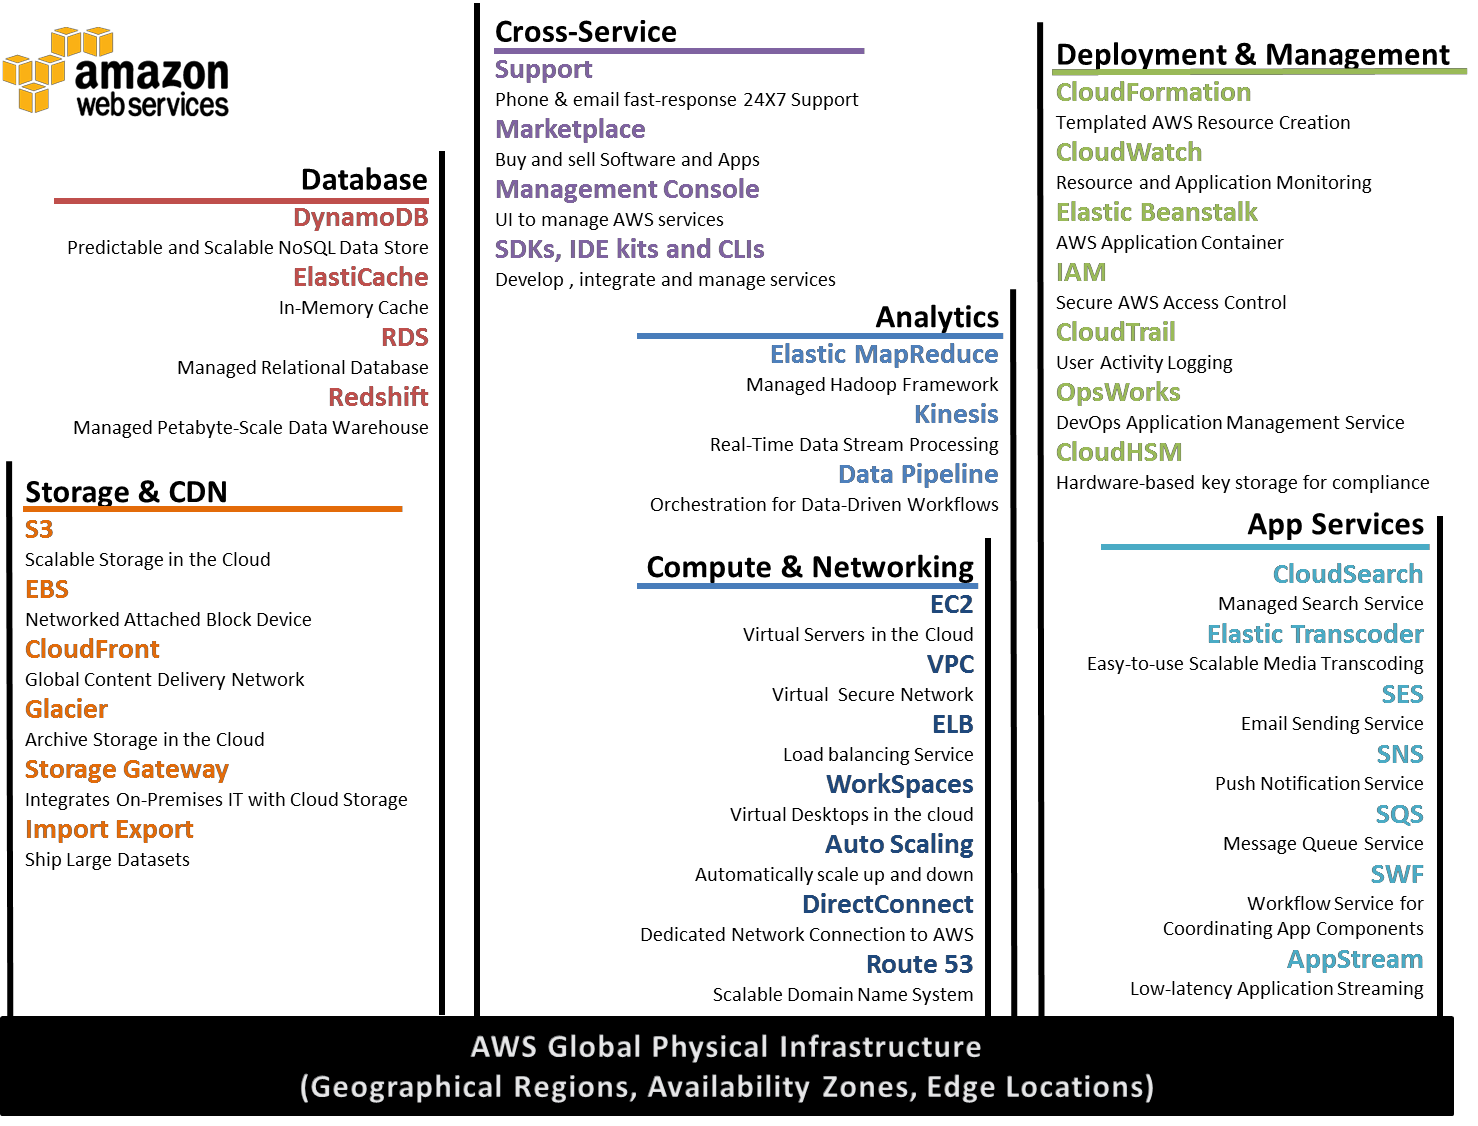 amazon
webservices
Database
DynamoDB
Predictable and Scalable NoSQL Data Store
ElastiCache
In-Memory Cache
RDS
Managed Relational Database
Redshift
Managed Petabyte-Scale Data Warehouse
Storage & CDN
S3
Scalable Storage in the Cloud
EBS
Networked Attached Block Device
CloudFront
Global Content Delivery Network
Glacier
Archive Storage in the Cloud
Storage Gateway
Integrates On-Premises IT with Cloud Storage
Import Export
Ship Large Datasets
Cross-Service
Support
Phone & email fast-response 24X7 Support
Marketplace
Buy and sell Software and Apps
Management Console
UI to manage AWS services
SDKs, IDE kits and CLIs
Develop , integrate and manage services
Analytics
Elastic MapReduce
Managed Hadoop Framework
Kinesis
Real-Time Data Stream Processing
Data Pipeline
Orchestration for Data-Driven Workflows
Compute & Networking
EC2
Virtual Servers in the Cloud
VPC
Virtual Secure Network
ELB
Load balancing Service
WorkSpaces
Virtual Desktops in the cloud
Auto Scaling
Automatically scale up and down
DirectConnect
Dedicated Network Connection to AWS
Route 53
Scalable Domain Name System
Deployment & Management
CloudFormation
Templated AWS Resource Creation
CloudWatch
Resource and Application Monitoring
Elastic Beanstalk
AWS Application Container
IAM
Secure AWS Access Control
CloudTrail
User Activity Logging
OpsWorks
DevOps Application Management Service
CloudHSM
Hardware-based key storage for compliance
App Services
CloudSearch
Managed Search Service
Elastic Transcoder
Easy-to-use Scalable Media Transcoding
SES
Email Sending Service
SNS
Push Notification Service
SQS
Message Queue Service
SWF
Workflow Service for
Coordinating App Components
AppStream
Low-latency Application Streaming
AWS Global Physical Infrastructure
(Geographical Regions, Availability Zones, Edge Locations)